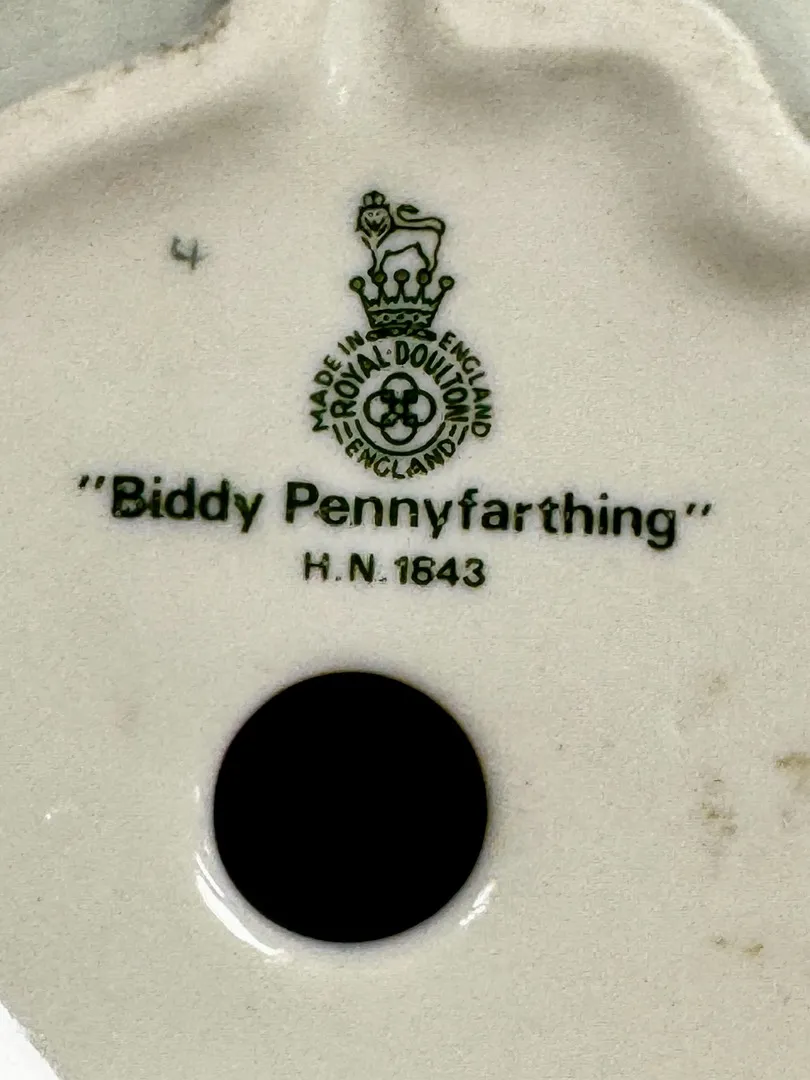 4
MADE IN ENGLAND
ROYAL·DOULTON
ENGLAND
"Biddy Pennyfarthing"
H.N. 1843